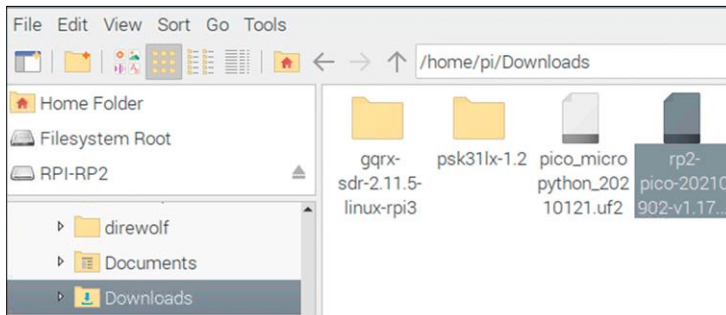 File Edit View Sort Go Tools
/home/pi/Downloads
Home Folder
Filesystem Root
RPI-RP2
direwolf
Documents
Downloads
gqrx-
sdr-2.11.5-
linux-rpi3
psk31lx-1.2
pico_micro
python_202
10121.uf2
rp2-
pico-20210
902-v1.17...